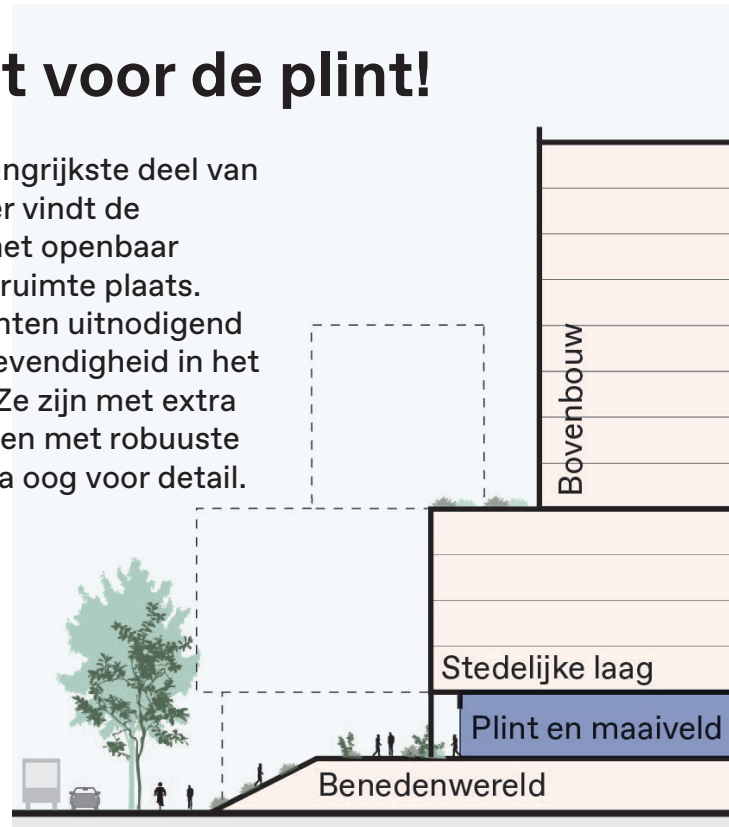 t voor de plint!
ngrijkste deel van
er vindt de
met openbaar
ruimte plaats.
nten uitnodigend
evendigheid in het
Ze zijn met extra
en met robuuste
a oog voor detail.
Bovenbouw
Stedelijke laag
Plint en maaiveld
Benedenwereld